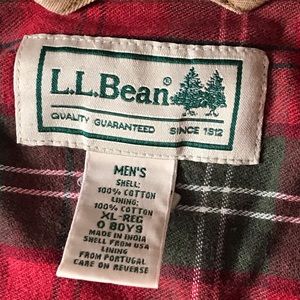 L.L.Bean®
QUALITY GUARANTEED SINCE 1912
MEN'S
SHELL:
100% COTTON
LINING:
100% COTTON
XL-REG
0 80Y9
MADE IN INDIA
SHELL FROM USA
LINING
FROM PORTUGAL
CARE ON REVERSE